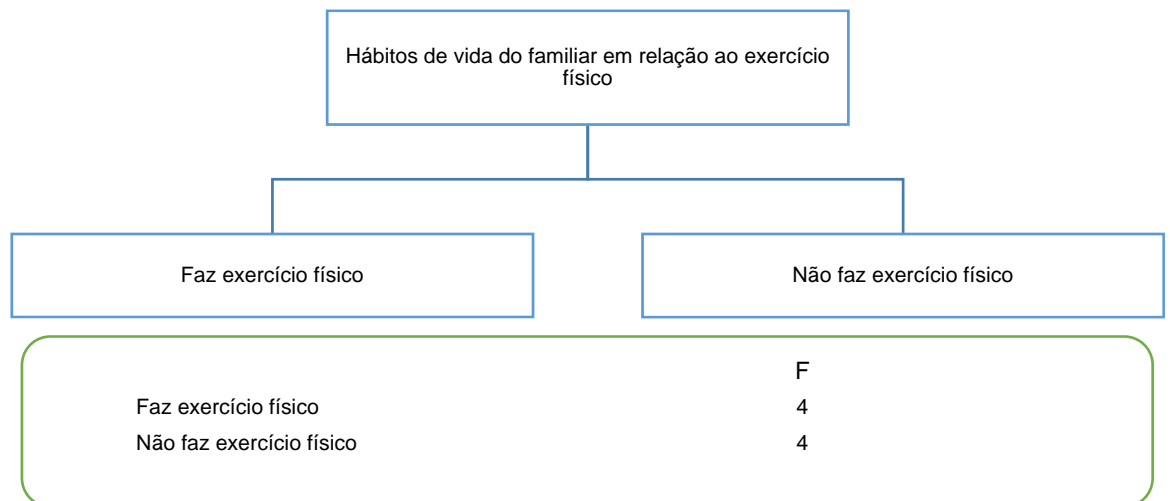 Hábitos de vida do familiar em relação ao exercício
físico
Faz exercício físico
Não faz exercício físico
F
Faz exercício físico 4
Não faz exercício físico 4